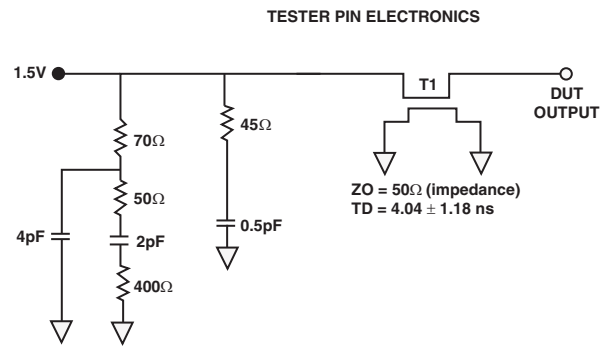 TESTER PIN ELECTRONICS
1.5V
T1
DUT
OUTPUT
70Ω
45Ω
50Ω
4pF
2pF
0.5pF
400Ω
ZO = 50Ω (impedance)
TD = 4.04 ± 1.18 ns